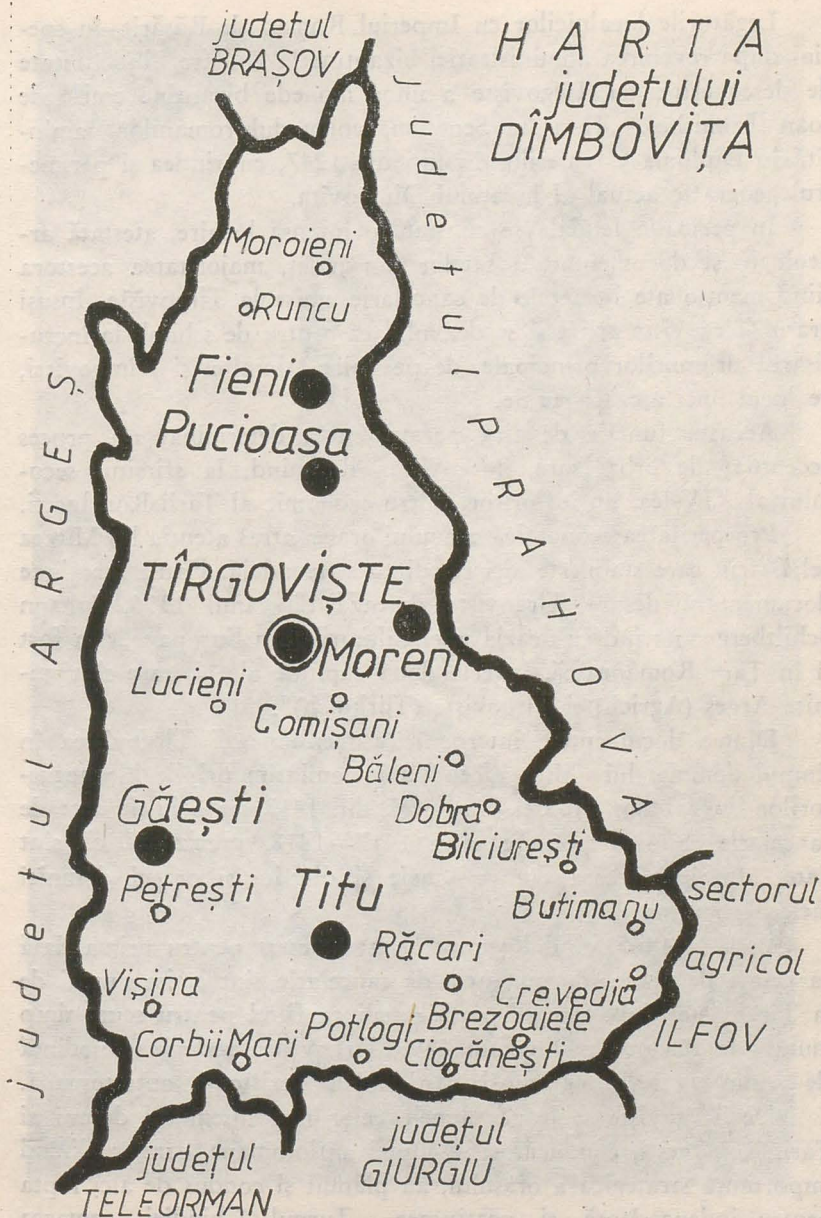 HARTA
județului
DÎMBOVIȚA
județul
BRAȘOV
județul PRAHOVA
județul ARGEȘ
Moroieni
Runcu
Fieni
Pucioasa
TÎRGOVIȘTE
Moreni
Lucieni
Comișani
Băleni
Găești
Dobra
Bilciurești
Petrești
Titu
Butimanu
sectorul
agricol
ILFOV
Răcari
Vișina
Crevedia
Brezoaiele
Corbii Mari
Potlogi
Ciocănești
județul
GIURGIU
județul
TELEORMAN